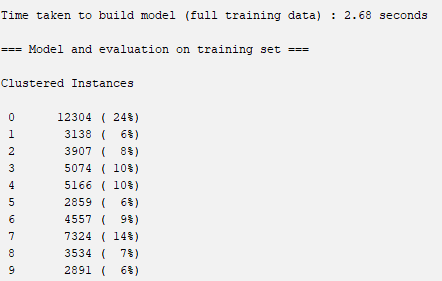 Time taken to build model (full training data) : 2.68 seconds
=== Model and evaluation on training set ===
Clustered Instances
0 12304 ( 24%)
1 3138 ( 6%)
2 3907 ( 8%)
3 5074 ( 10%)
4 5166 ( 10%)
5 2859 ( 6%)
6 4557 ( 9%)
7 7324 ( 14%)
8 3534 ( 7%)
9 2891 ( 6%)